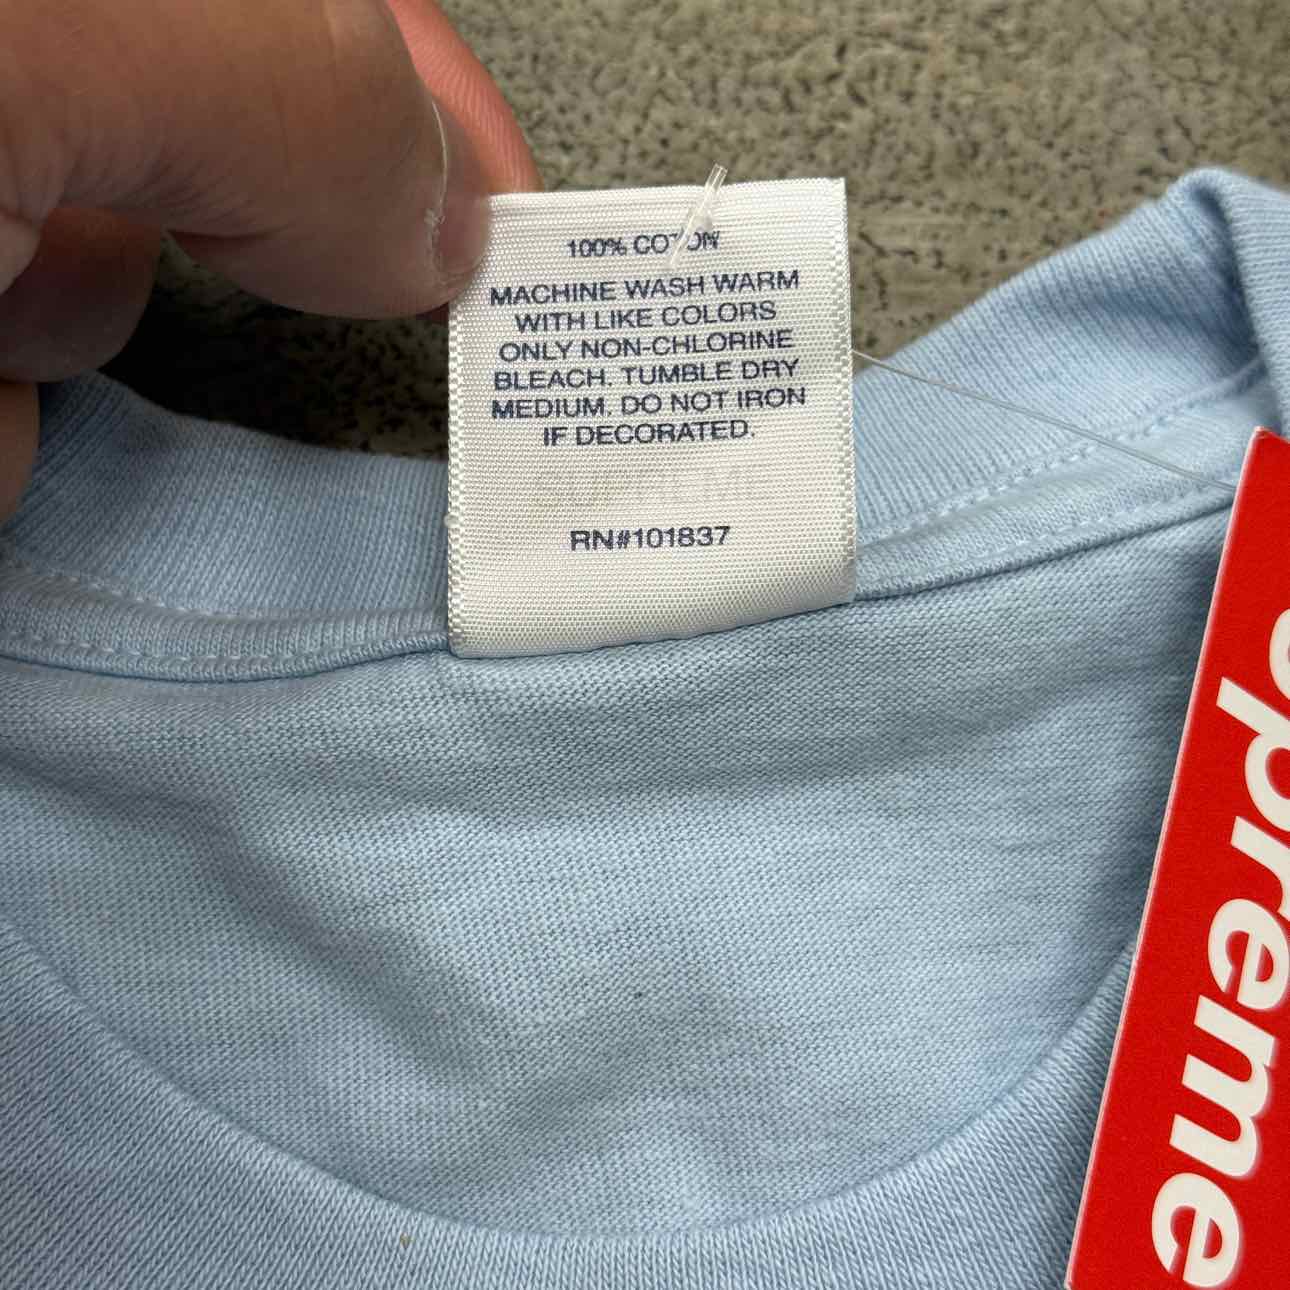 100% COTTON
MACHINE WASH WARM
WITH LIKE COLORS
ONLY NON-CHLORINE
BLEACH. TUMBLE DRY
MEDIUM. DO NOT IRON
IF DECORATED.
RN#101837
Supreme